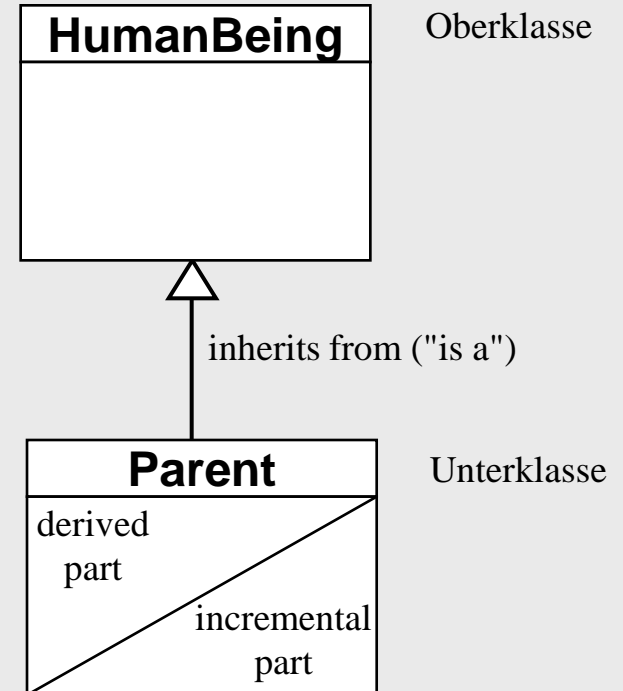 HumanBeing
Oberklasse
inherits from ("is a")
Parent
Unterklasse
derived
part
incremental
part